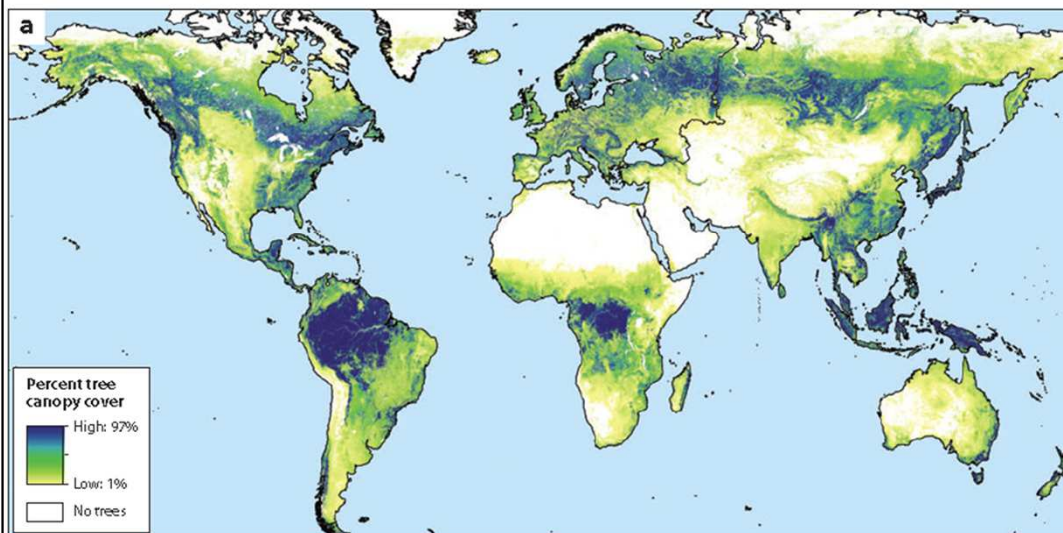 a
Percent tree
canopy cover
High: 97%
Low: 1%
No trees